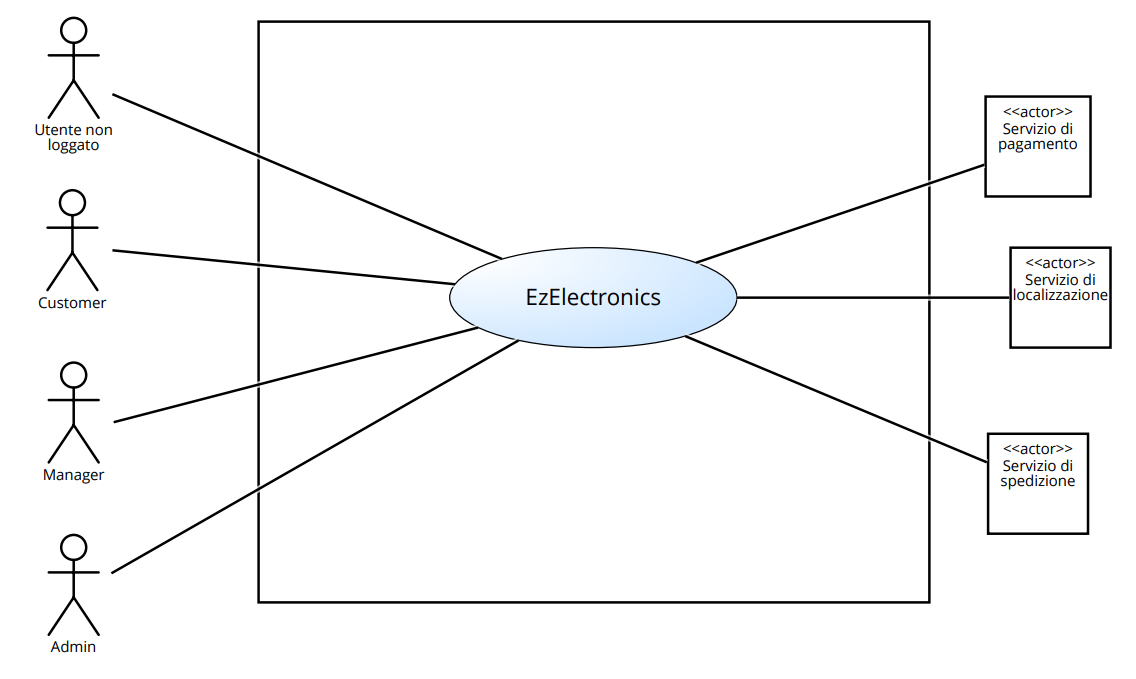 Utente non
loggato
Customer
Manager
Admin
EzElectronics
<<actor>>
Servizio di
pagamento
<<actor>>
Servizio di
localizzazione
<<actor>>
Servizio di
spedizione